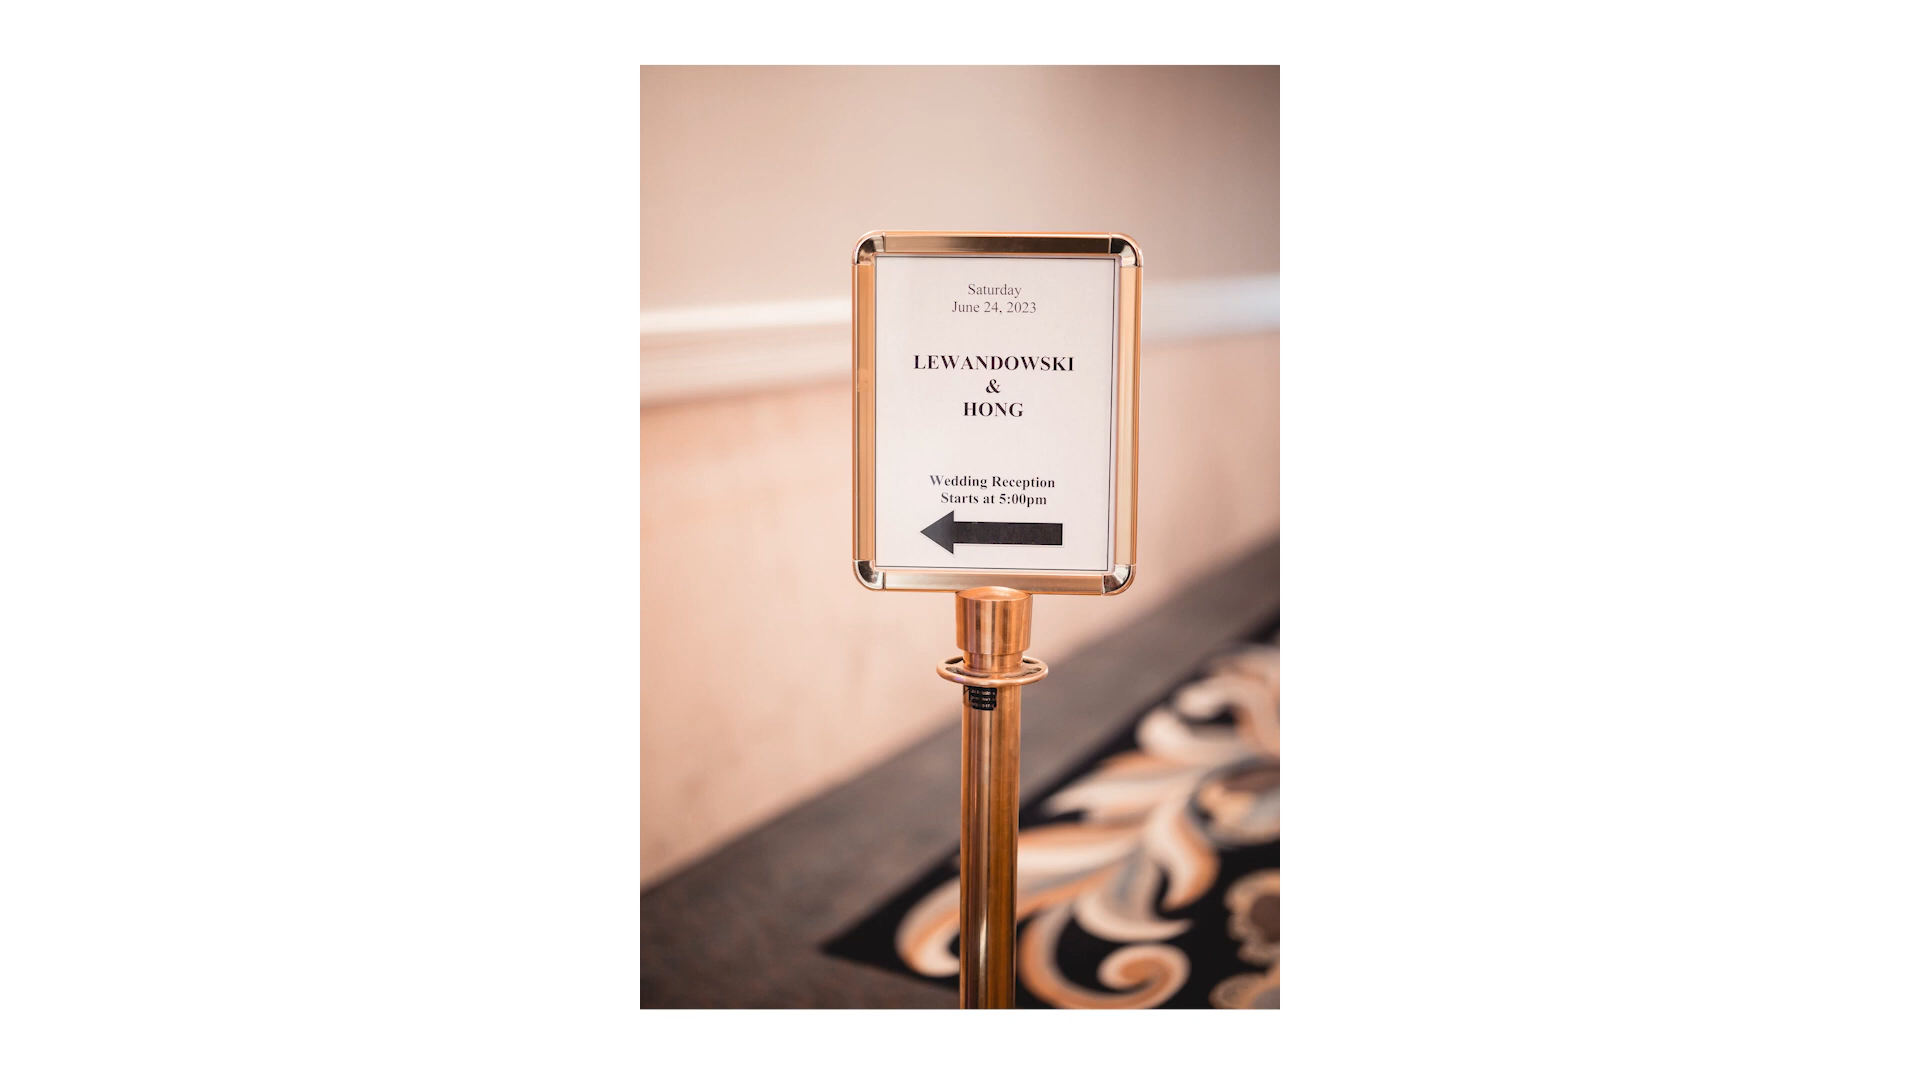 Saturday
June 24, 2023
LEWANDOWSKI
&
HONG
Wedding Reception
Starts at 5:00pm